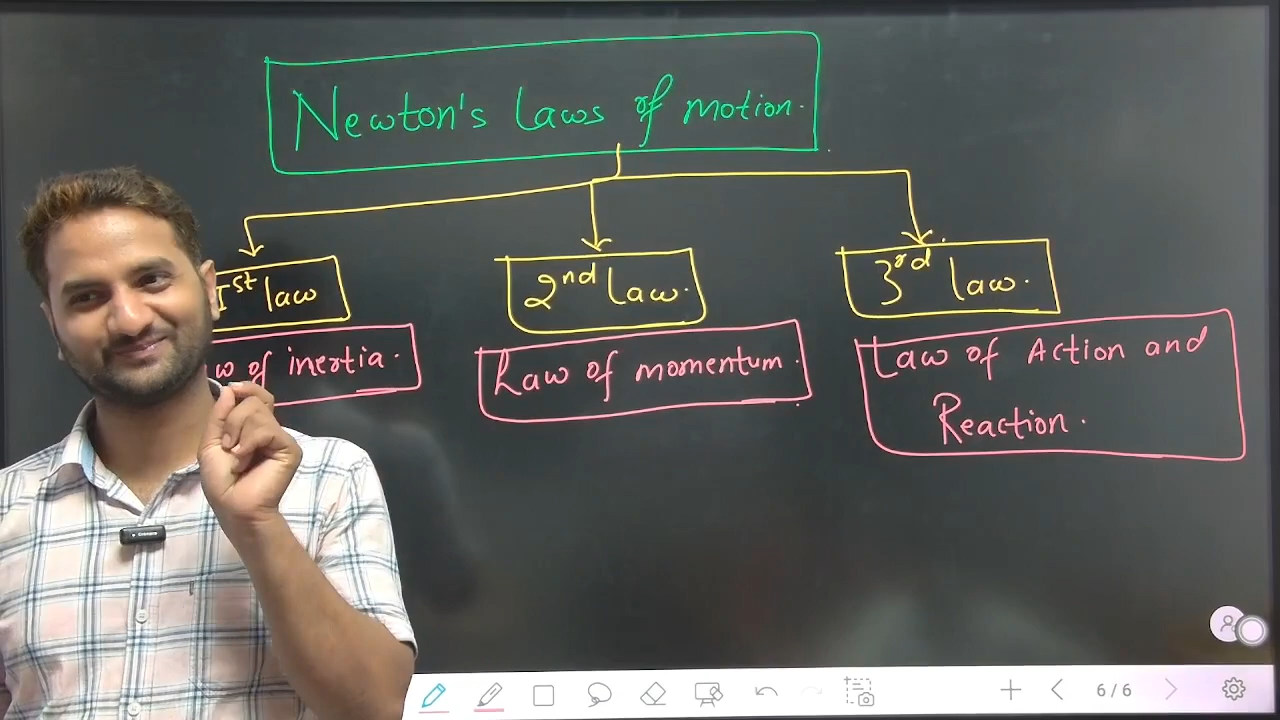 Newton's Laws of motion.
Ist law
2nd Law.
3rd Law.
of inertia.
Law of momentum.
Law of Action and
Reaction.
6/6